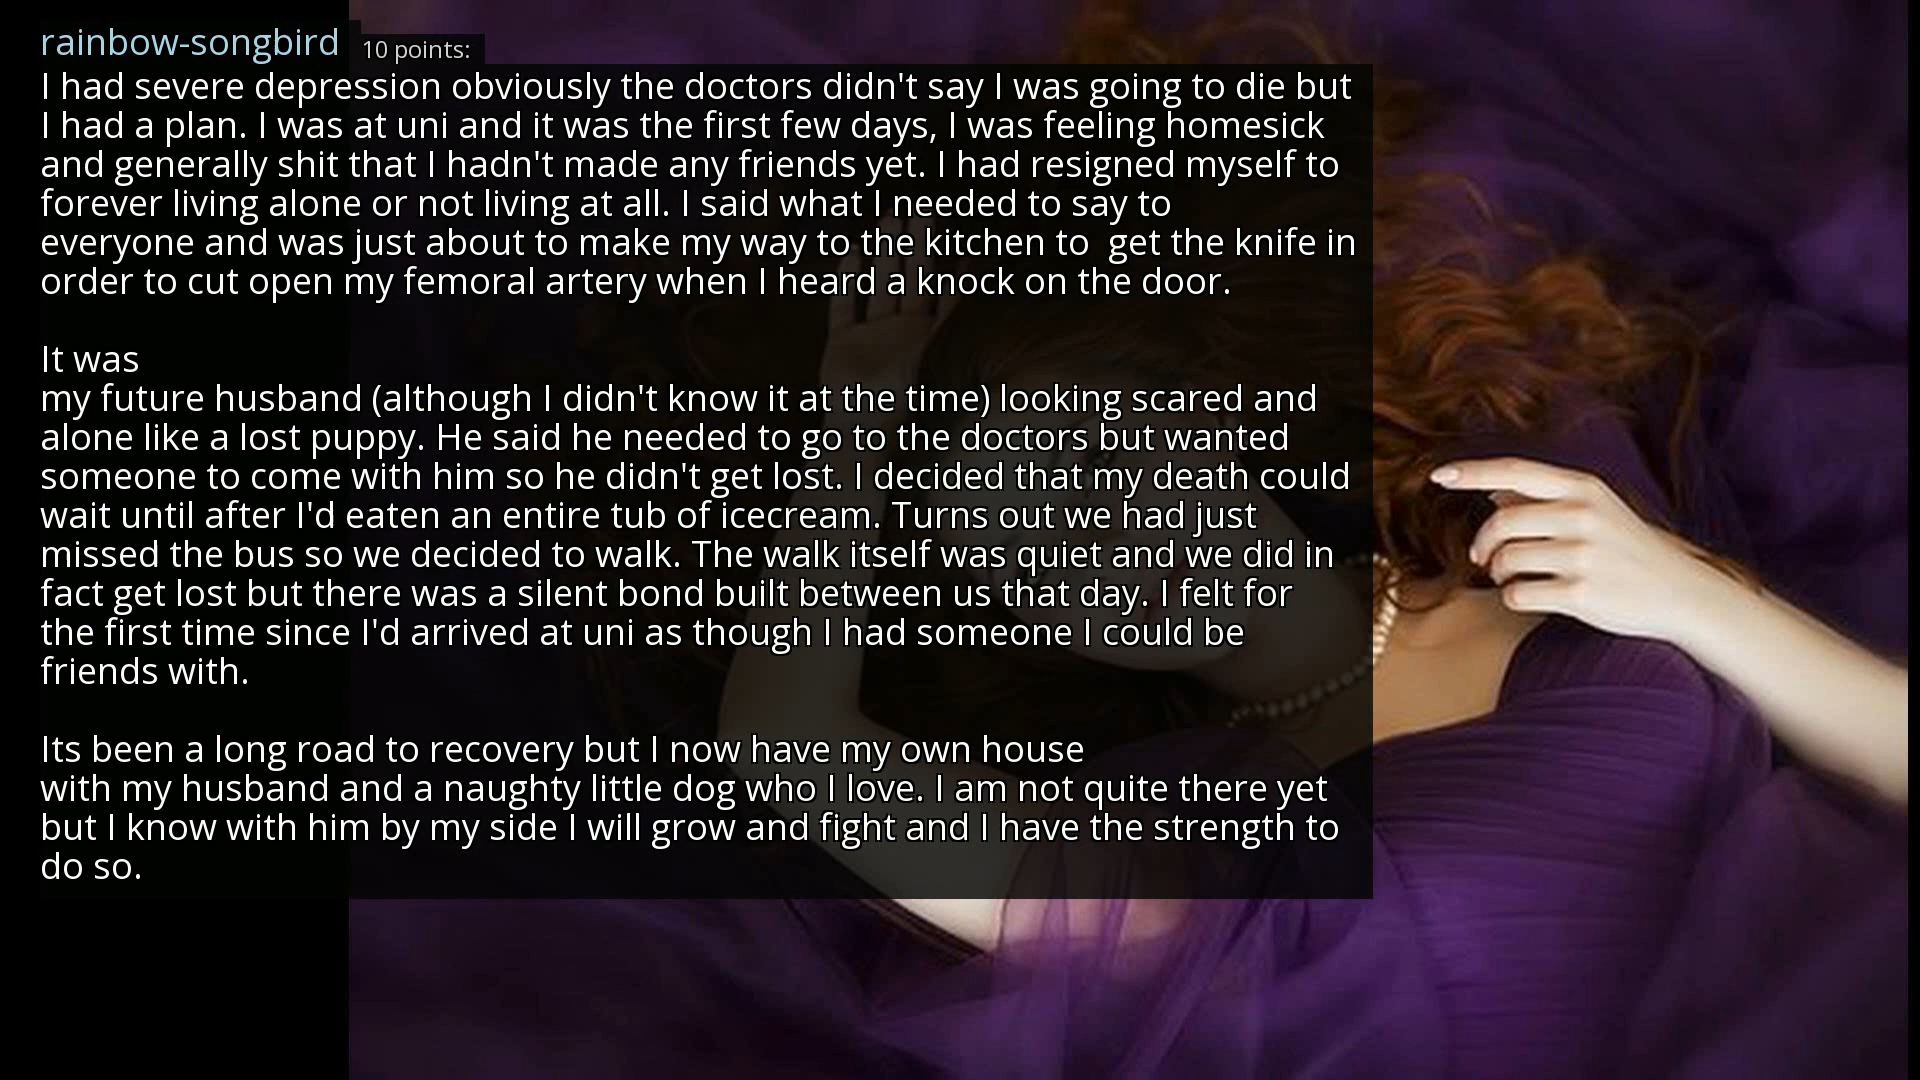 rainbow-songbird 10 points:
I had severe depression obviously the doctors didn't say I was going to die but
I had a plan. I was at uni and it was the first few days, I was feeling homesick
and generally shit that I hadn't made any friends yet. I had resigned myself to
forever living alone or not living at all. I said what I needed to say to
everyone and was just about to make my way to the kitchen to  get the knife in
order to cut open my femoral artery when I heard a knock on the door.
It was
my future husband (although I didn't know it at the time) looking scared and
alone like a lost puppy. He said he needed to go to the doctors but wanted
someone to come with him so he didn't get lost. I decided that my death could
wait until after I'd eaten an entire tub of icecream. Turns out we had just
missed the bus so we decided to walk. The walk itself was quiet and we did in
fact get lost but there was a silent bond built between us that day. I felt for
the first time since I'd arrived at uni as though I had someone I could be
friends with.
Its been a long road to recovery but I now have my own house
with my husband and a naughty little dog who I love. I am not quite there yet
but I know with him by my side I will grow and fight and I have the strength to
do so.